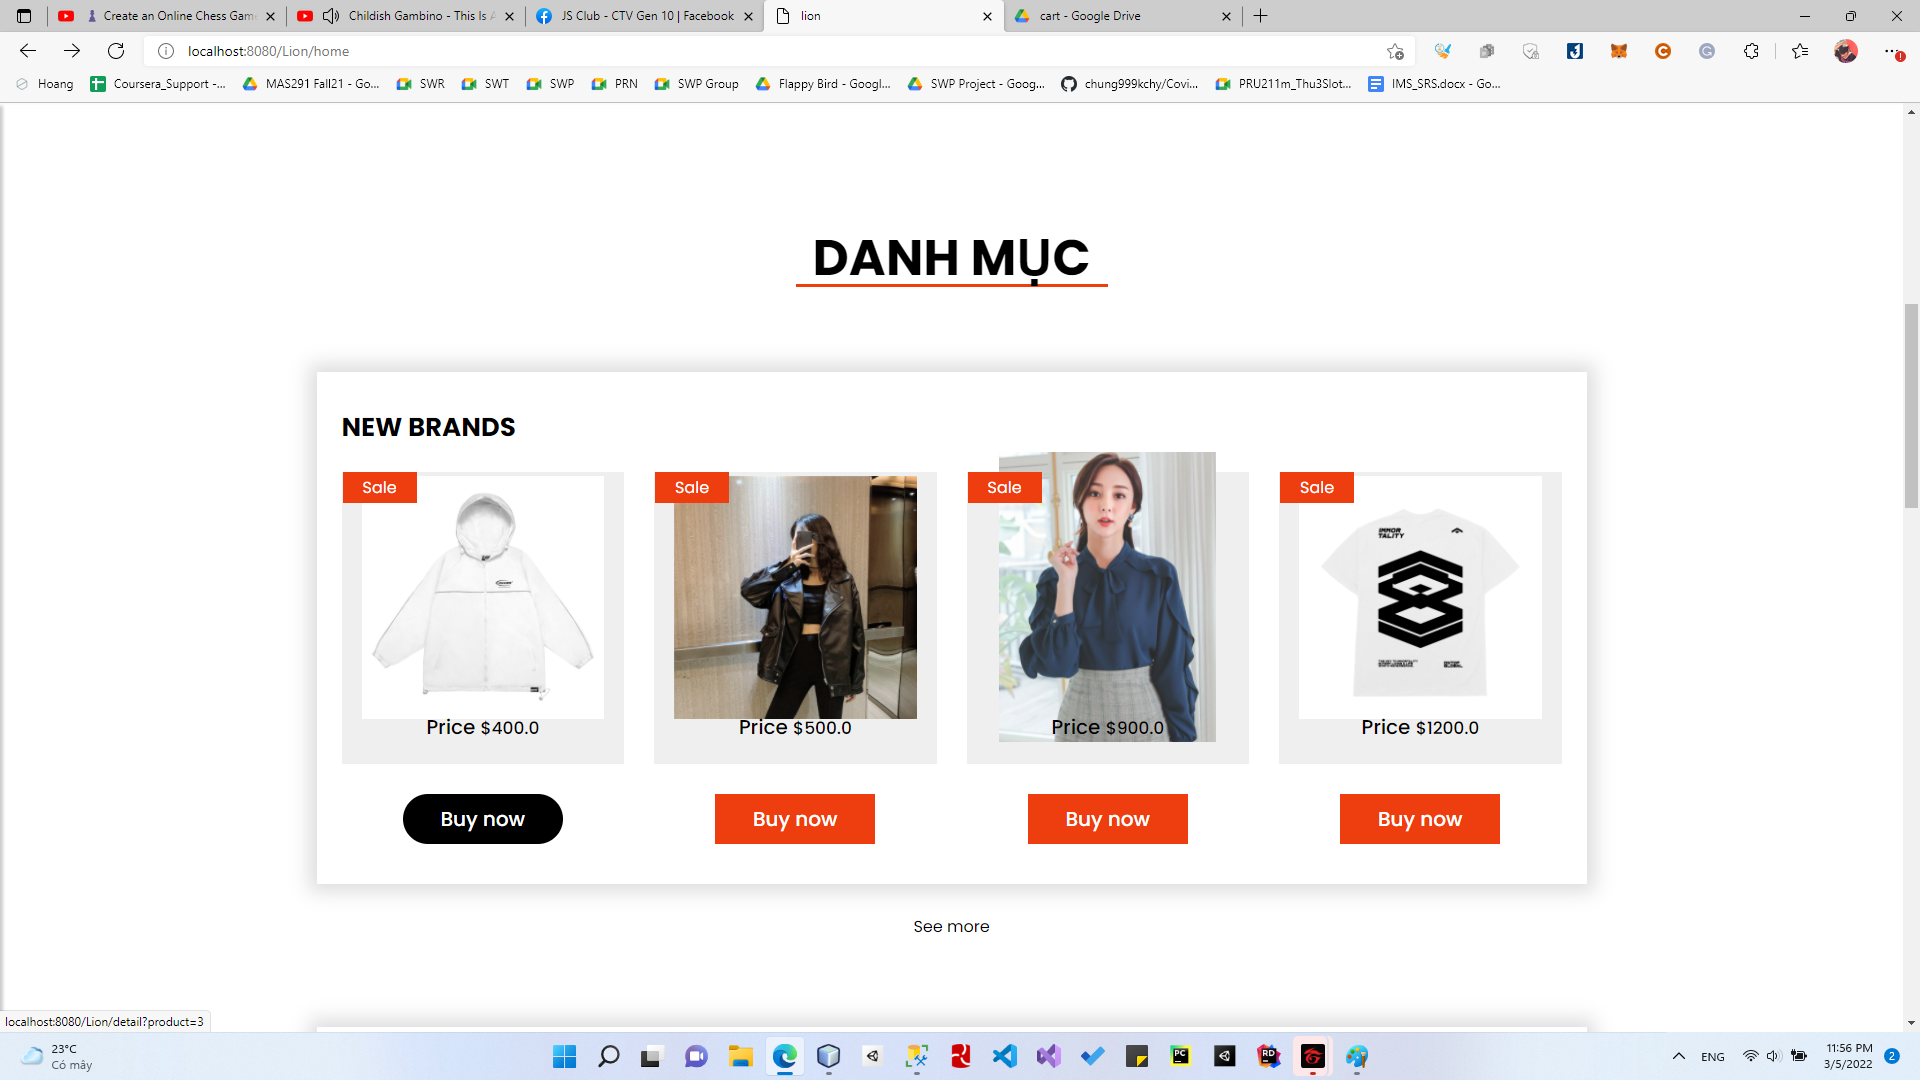 Create an Online Chess Gam
Childish Gambino - This Is A
JS Club - CTV Gen 10 | Facebook
lion
cart - Google Drive
localhost:8080/Lion/home
Hoang
Coursera_Support -...
MAS291 Fall21 - Go...
SWR
SWT
SWP
PRN
SWP Group
Flappy Bird - Googl...
SWP Project - Goog...
chung999kchy/Covi...
PRU211m_Thu3Slot...
IMS_SRS.docx - Go...
DANH MỤC
NEW BRANDS
Sale
Sale
Sale
Sale
IMMOR
TALITY
Price $400.0
Price $500.0
Price $900.0
Price $1200.0
Buy now
Buy now
Buy now
Buy now
See more
localhost:8080/Lion/detail?product=3
23°C
Có mây
PC
RD
ENG
11:56 PM
3/5/2022
2